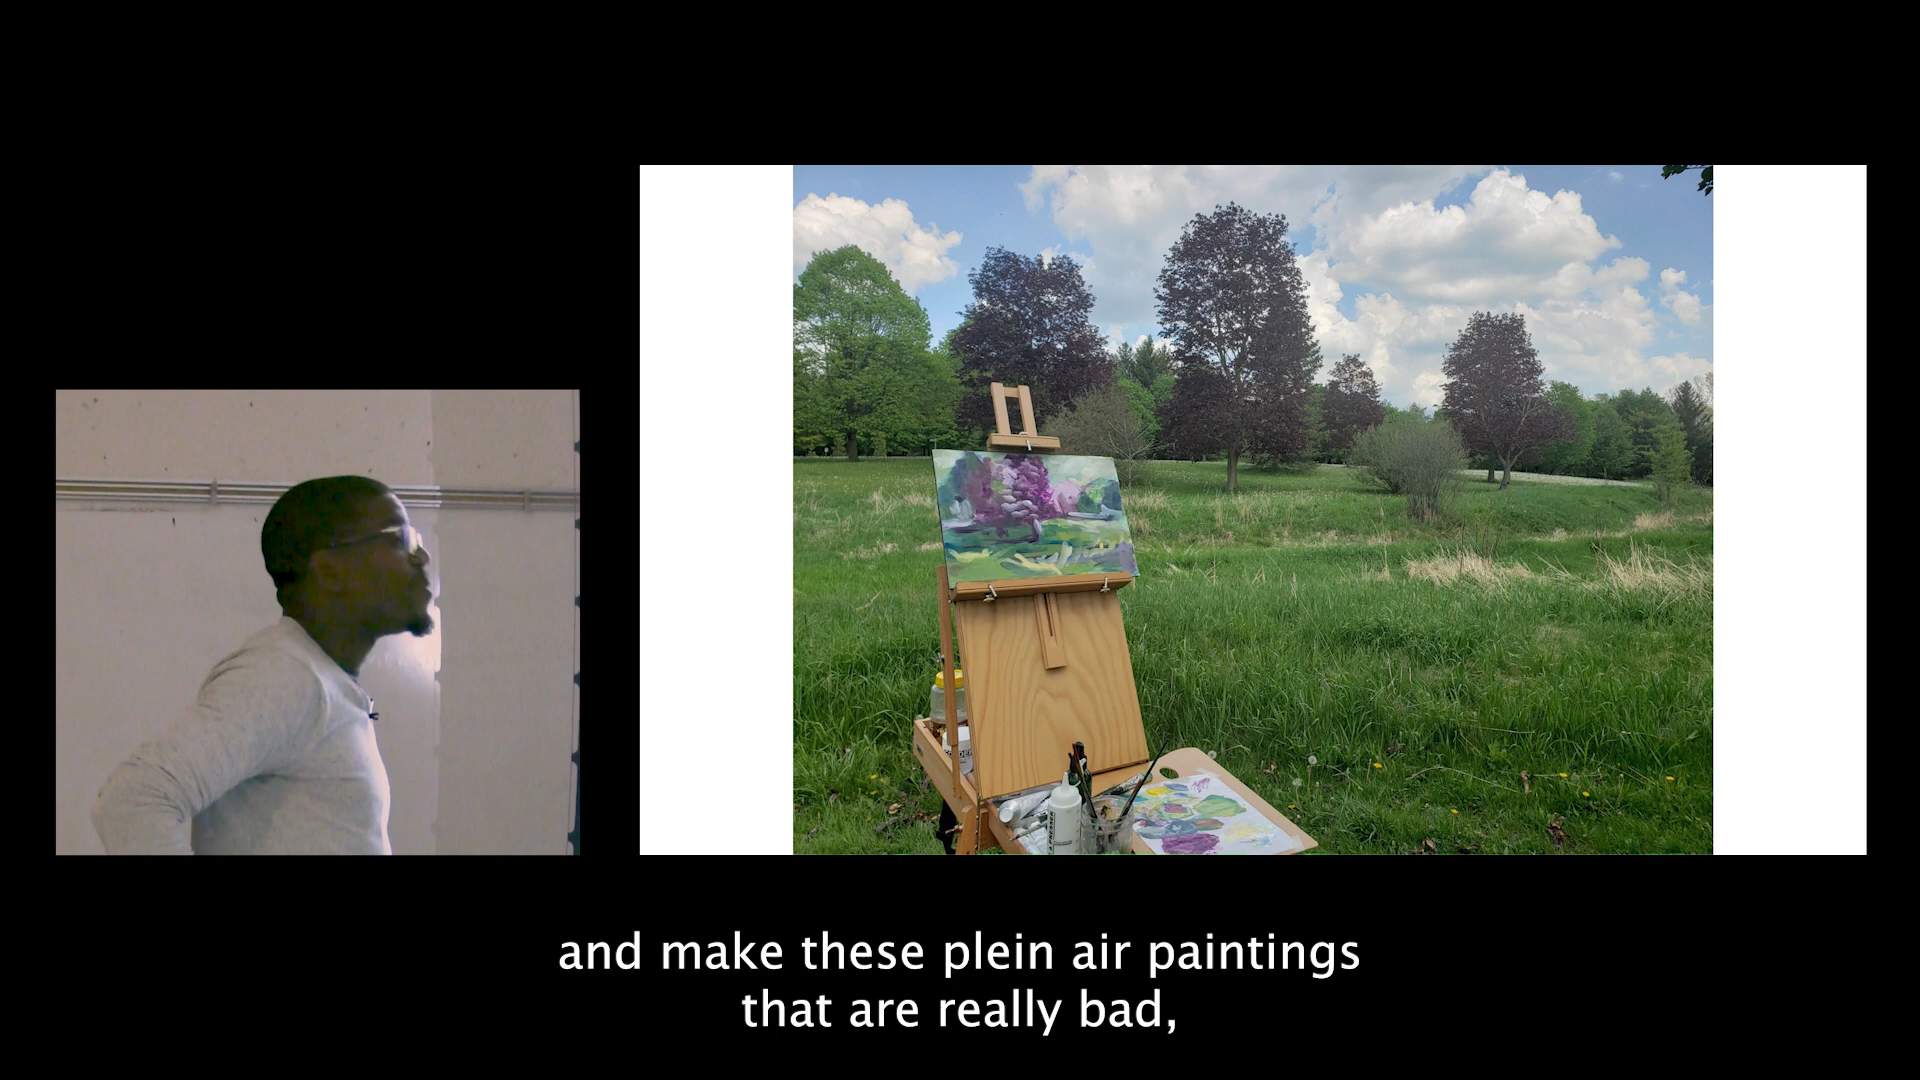 and make these plein air paintings
that are really bad,